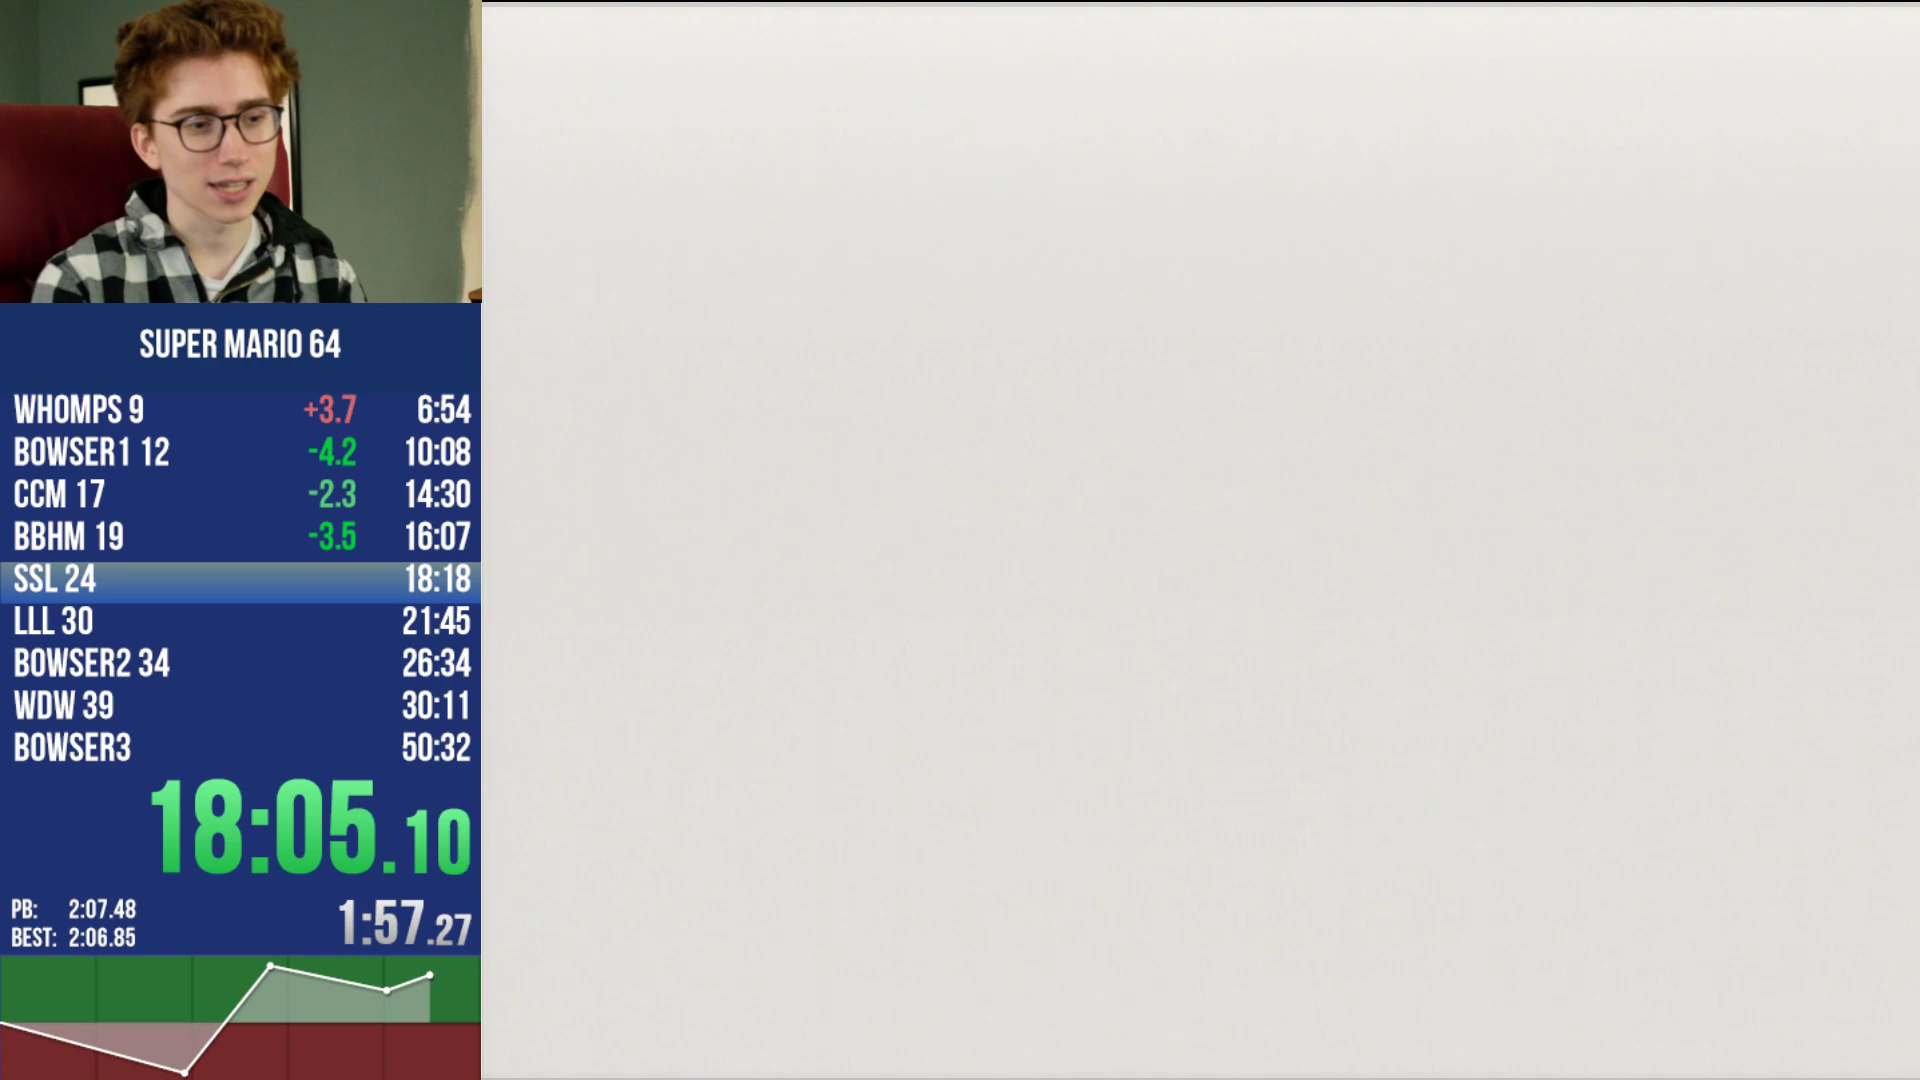 SUPER MARIO 64
WHOMPS 9 +3.7 6:54
BOWSER1 12 -4.2 10:08
CCM 17 -2.3 14:30
BBHM 19 -3.5 16:07
SSL 24 18:18
LLL 30 21:45
BOWSER2 34 26:34
WDW 39 30:11
BOWSER3 50:32
18:05.10
PB: 2:07.48 1:57.27
BEST: 2:06.85